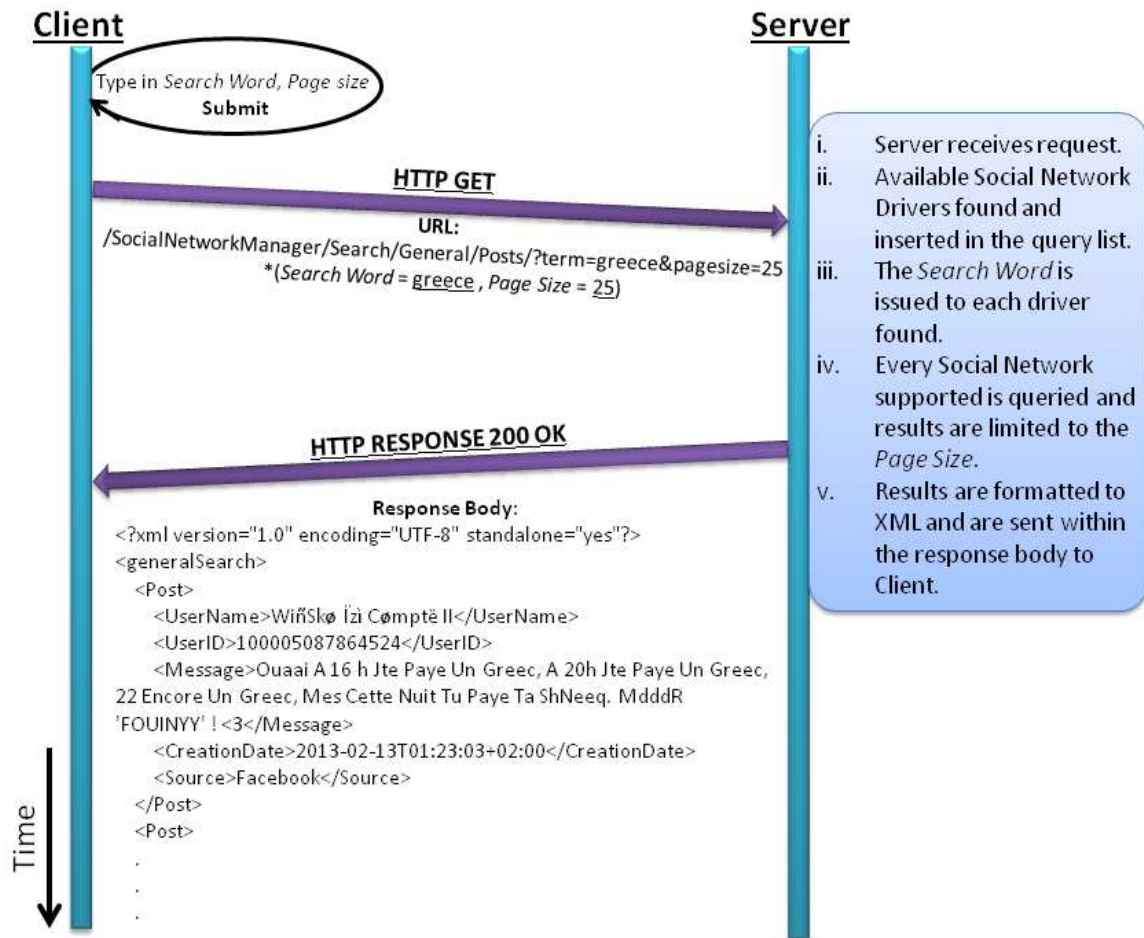 Client
Server
Type in Search Word, Page size
Submit
HTTP GET
URL:
/SocialNetworkManager/Search/General/Posts/?term=greece&pagesize=25
*(Search Word = greece , Page Size = 25)
i. Server receives request.
ii. Available Social Network
Drivers found and
inserted in the query list.
iii. The Search Word is
issued to each driver
found.
iv. Every Social Network
supported is queried and
results are limited to the
Page Size.
v. Results are formatted to
XML and are sent within
the response body to
Client.
HTTP RESPONSE 200 OK
Response Body:
<?xml version="1.0" encoding="UTF-8" standalone="yes"?>
<generalSearch>
<Post>
<UserName>WiñSkø Ïzì Cømptë II</UserName>
<UserID>100005087864524</UserID>
<Message>Ouaai A 16 h Jte Paye Un Greec, A 20h Jte Paye Un Greec,
22 Encore Un Greec, Mes Cette Nuit Tu Paye Ta ShNeeq. MdddR
'FOUINYY' ! <3</Message>
<CreationDate>2013-02-13T01:23:03+02:00</CreationDate>
<Source>Facebook</Source>
</Post>
<Post>
.
.
.
Time